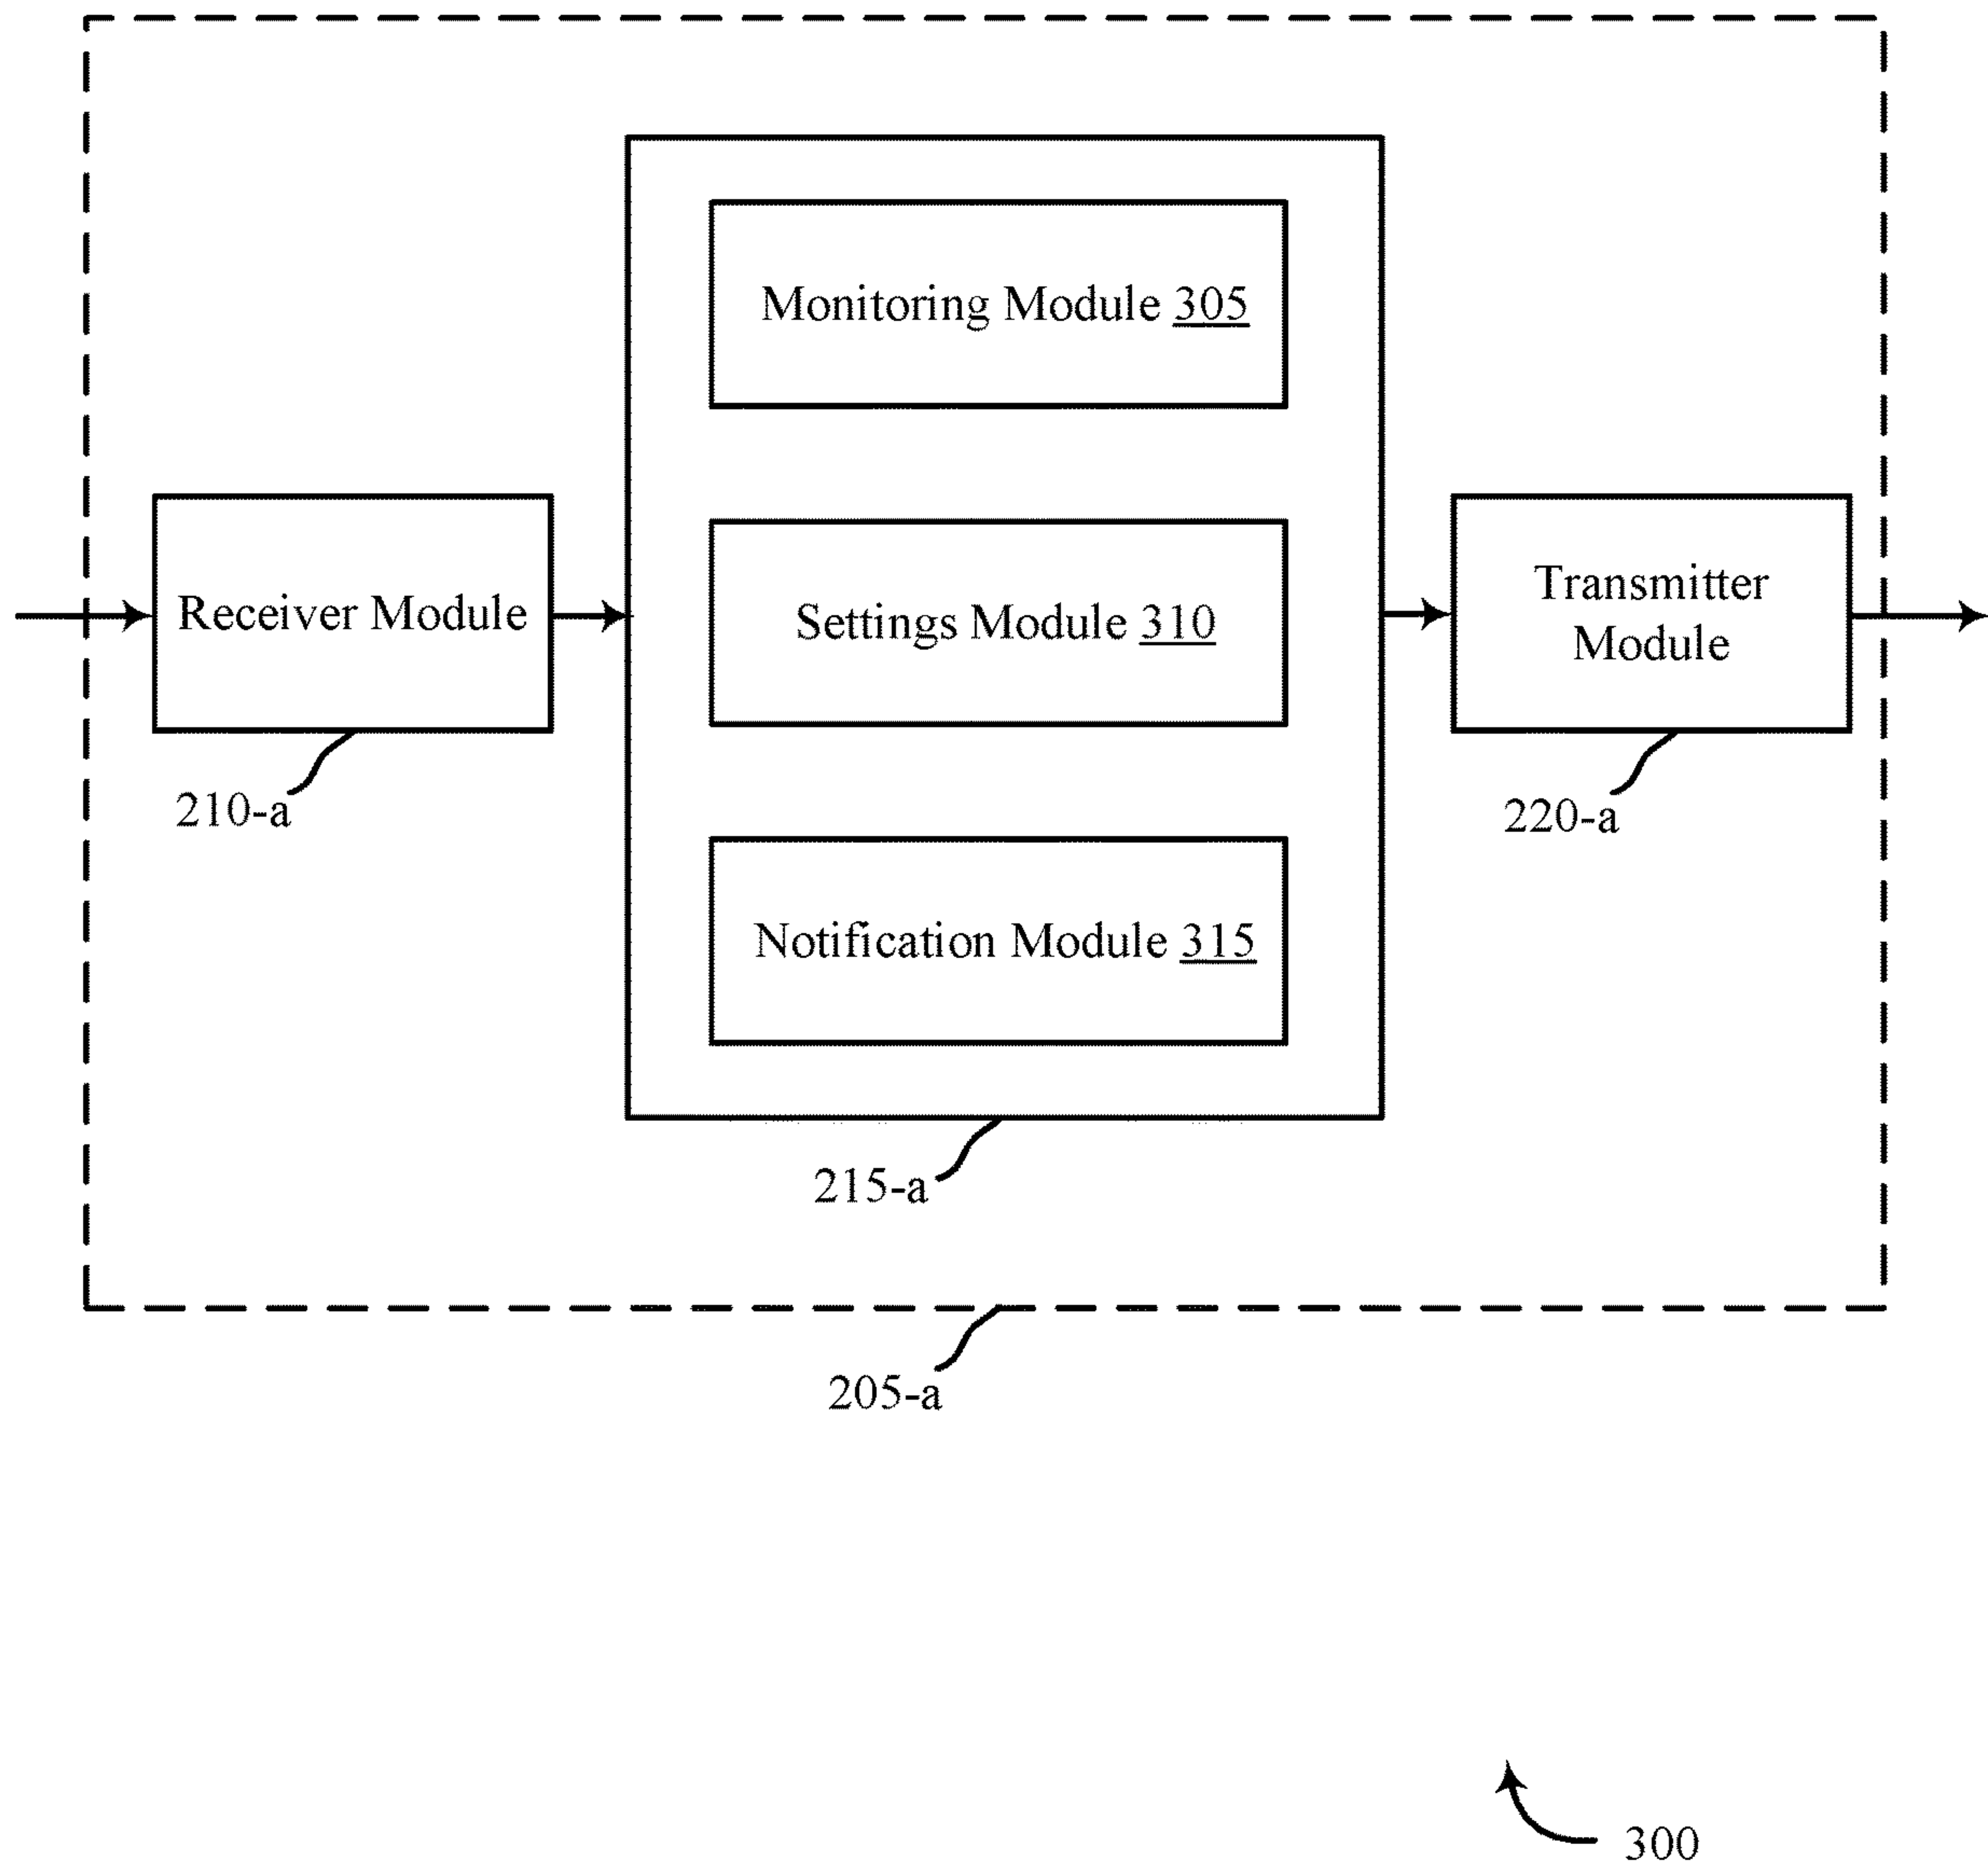 Monitoring Module 305
Receiver Module
Settings Module 310
Transmitter
Module
210-a
220-a
Notification Module 315
215-a
205-a
300